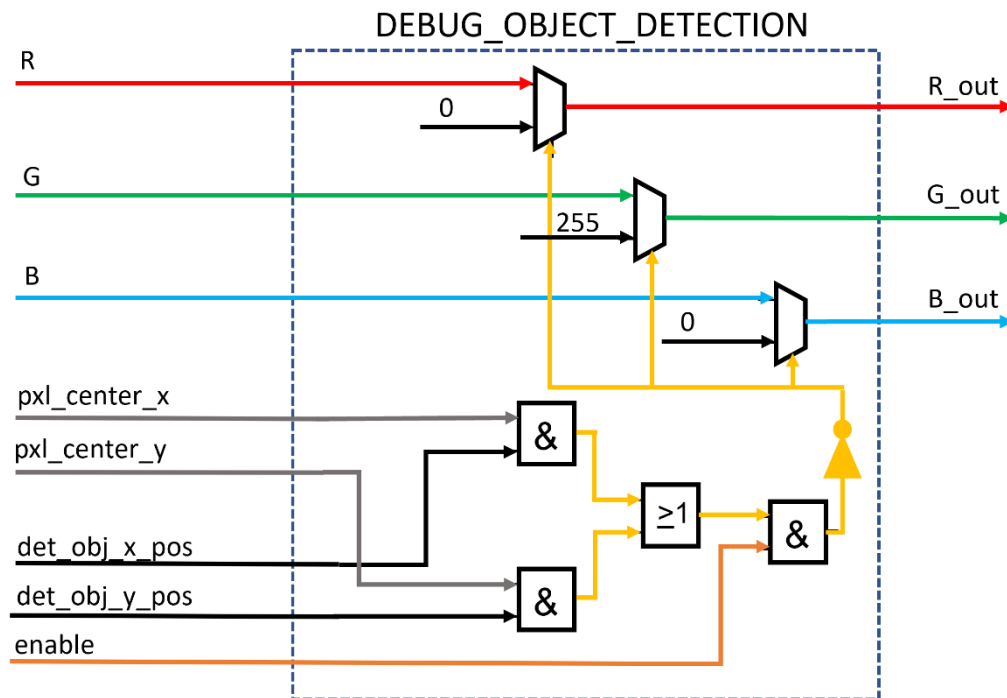 DEBUG_OBJECT_DETECTION
R
0
R_out
G
255
G_out
B
0
B_out
pxl_center_x
&
pxl_center_y
≥1
&
det_obj_x_pos
&
det_obj_y_pos
enable